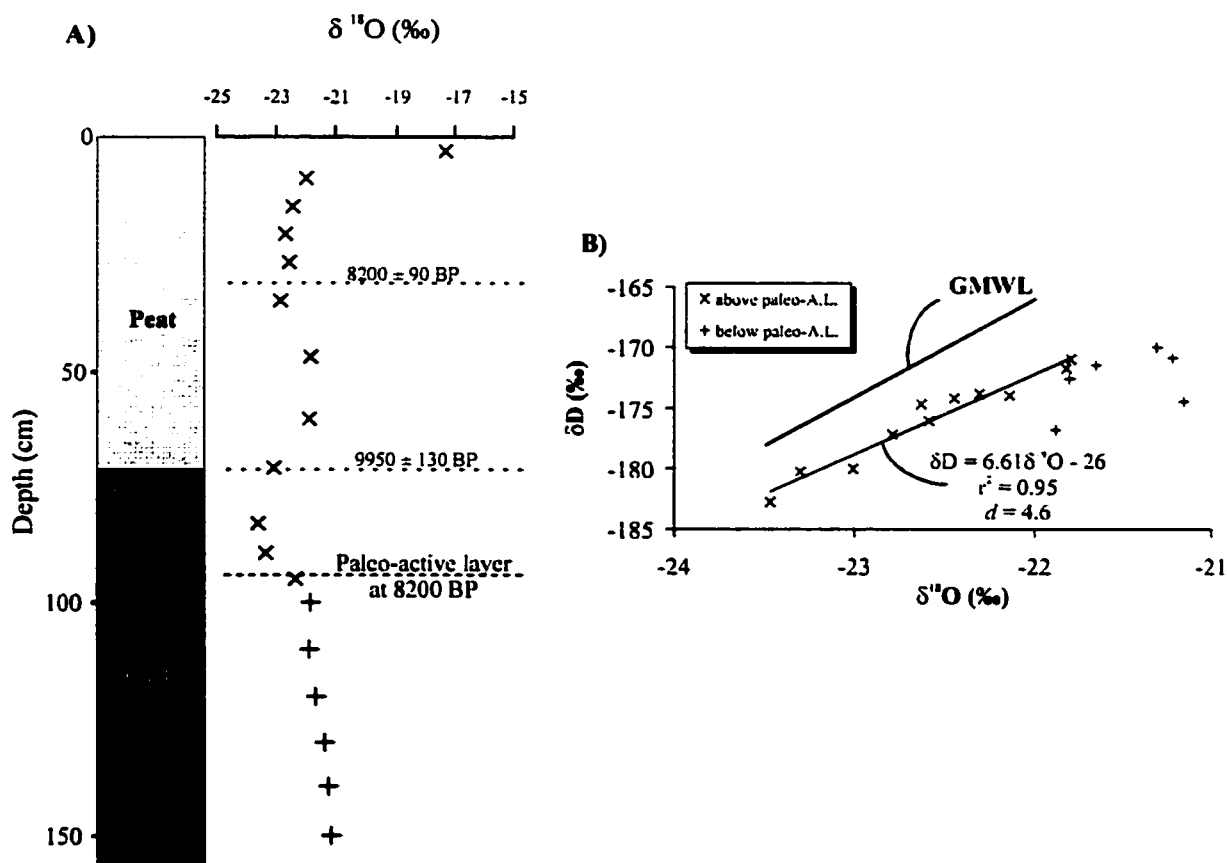 A)
δ ¹⁸O (‰)
-25 -23 -21 -19 -17 -15
0
50
100
150
Depth (cm)
Peat
8200 ± 90 BP
9950 ± 130 BP
Paleo-active layer
at 8200 BP
B)
GMWL
× above paleo-A.L.
+ below paleo-A.L.
-165
-170
-175
-180
-185
δD (‰)
δD = 6.61δ ¹⁸O - 26
r² = 0.95
d = 4.6
-24 -23 -22 -21
δ¹⁸O (‰)